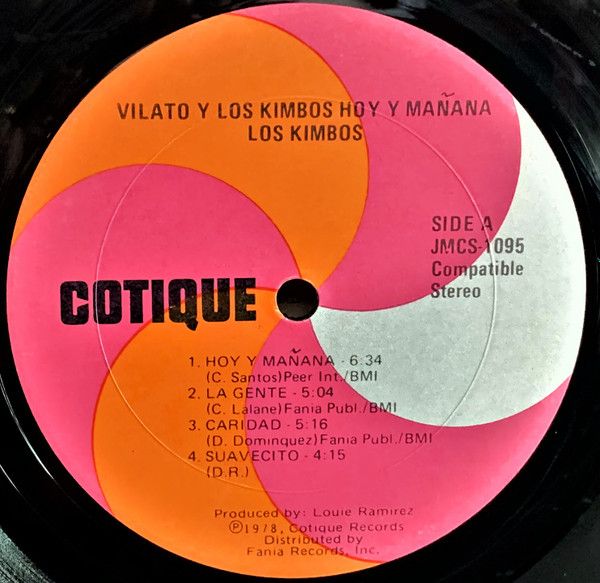 VILATO Y LOS KIMBOS HOY Y MAÑANA
LOS KIMBOS
SIDE A
JMCS-1095
Compatible
Stereo
COTIQUE
1. HOY Y MAÑANA - 6:34
(C. Santos)Peer Int./BMI
2. LA GENTE - 5:04
(C. Lalane)Fania Publ./BMI
3. CARIDAD - 5:16
(D. Dominquez)Fania Publ./BMI
4. SUAVECITO - 4:15
(D.R.)
Produced by: Louie Ramirez
Ⓟ1978, Cotique Records
Distributed by
Fania Records, Inc.